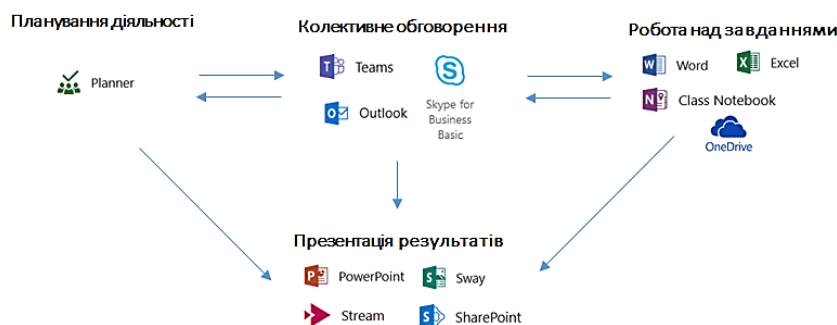 Планування діяльності
Planner
Колективне обговорення
Teams
Outlook
Skype for
Business
Basic
Робота над завданнями
Word
Excel
Class Notebook
OneDrive
Презентація результатів
PowerPoint
Sway
Stream
SharePoint